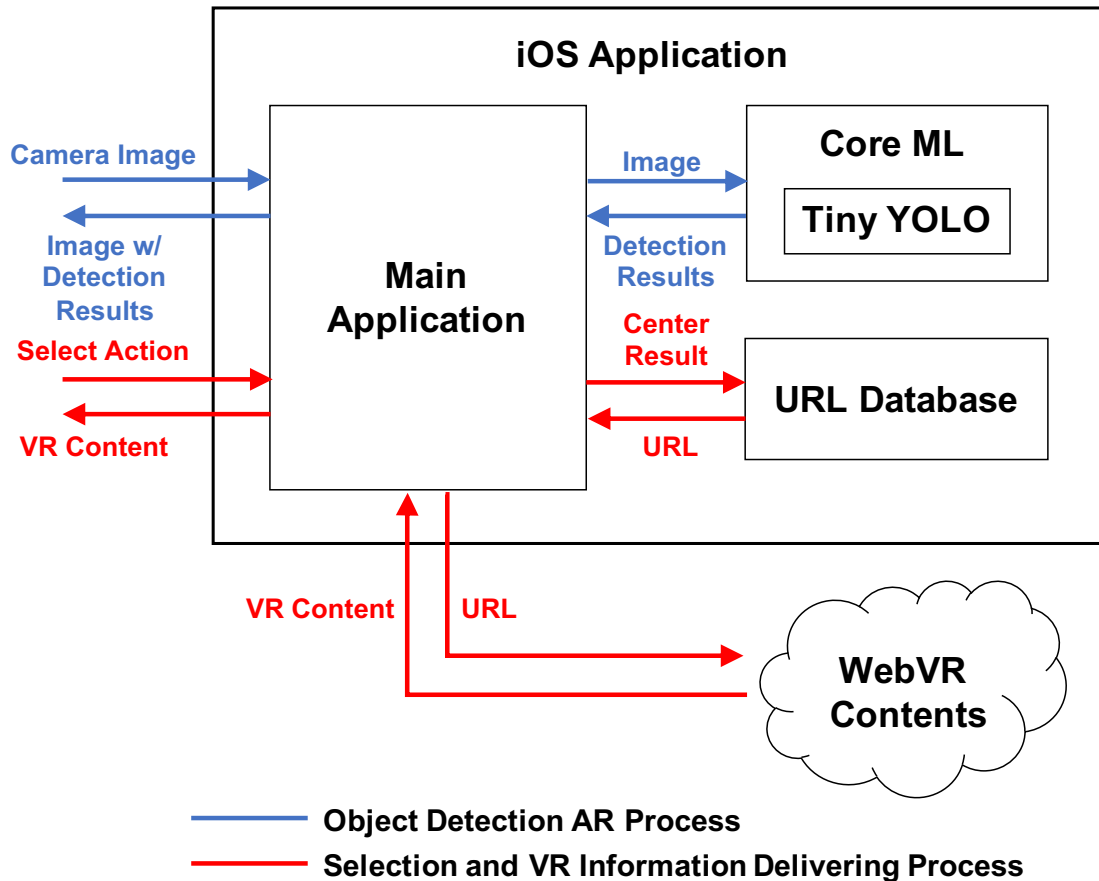 iOS Application
Camera Image
Image w/
Detection
Results
Select Action
VR Content
Main
Application
Image
Detection
Results
Center
Result
URL
Core ML
Tiny YOLO
URL Database
VR Content
URL
WebVR
Contents
Object Detection AR Process
Selection and VR Information Delivering Process